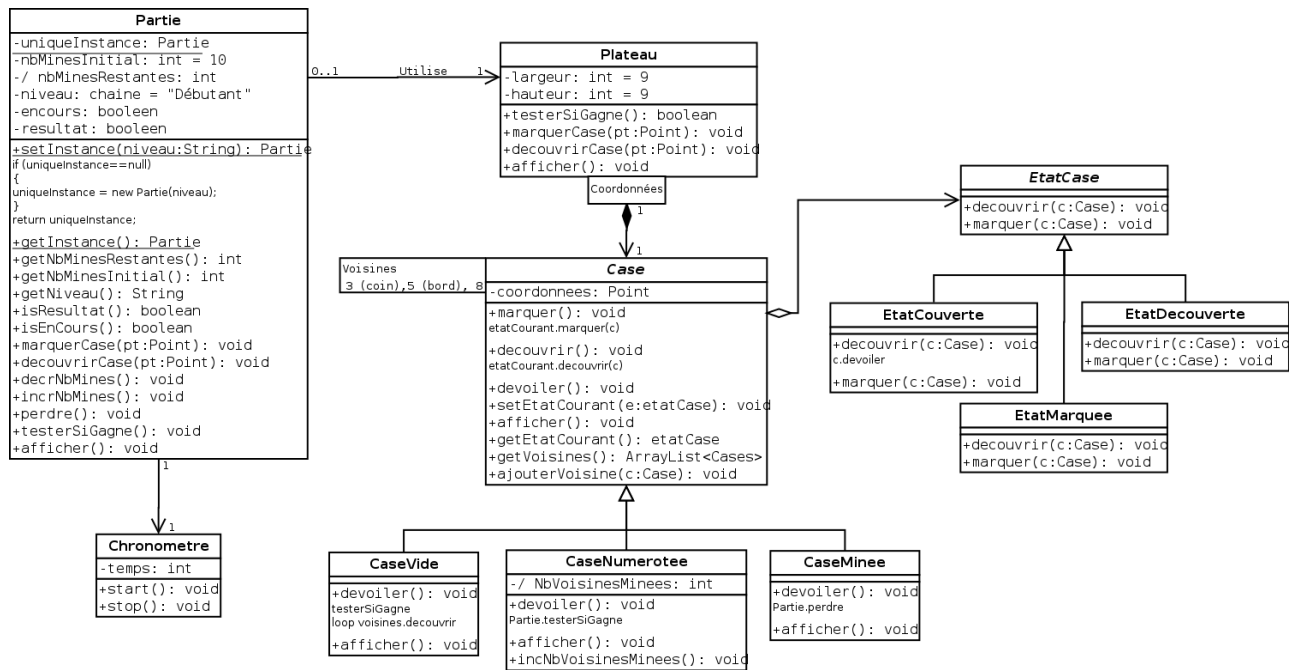 Partie
-uniqueInstance: Partie
-nbMinesInitial: int = 10
-/ nbMinesRestantes: int
-niveau: chaine = "Débutant"
-encours: booleen
-resultat: booleen
+setInstance(niveau:String): Partie
if (uniqueInstance==null)
{
uniqueInstance = new Partie(niveau);
}
return uniqueInstance;
+getInstance(): Partie
+getNbMinesRestantes(): int
+getNbMinesInitial(): int
+getNiveau(): String
+isResultat(): boolean
+isEnCours(): boolean
+marquerCase(pt:Point): void
+decouvrirCase(pt:Point): void
+decrNbMines(): void
+incrNbMines(): void
+perdre(): void
+testerSiGagne(): void
+afficher(): void
0..1
Utilise
1
Plateau
-largeur: int = 9
-hauteur: int = 9
+testerSiGagne(): boolean
+marquerCase(pt:Point): void
+decouvrirCase(pt:Point): void
+afficher(): void
Coordonnées
1
1
Voisines
3 (coin),5 (bord), 8
Case
-coordonnees: Point
+marquer(): void
etatCourant.marquer(c)
+decouvrir(): void
etatCourant.decouvrir(c)
+devoiler(): void
+setEtatCourant(e:etatCase): void
+afficher(): void
+getEtatCourant(): etatCase
+getVoisines(): ArrayList<Cases>
+ajouterVoisine(c:Case): void
EtatCase
+decouvrir(c:Case): void
+marquer(c:Case): void
EtatCouverte
+decouvrir(c:Case): void
c.devoiler
+marquer(c:Case): void
EtatDecouverte
+decouvrir(c:Case): void
+marquer(c:Case): void
EtatMarquee
+decouvrir(c:Case): void
+marquer(c:Case): void
1
1
Chronometre
-temps: int
+start(): void
+stop(): void
CaseVide
+devoiler(): void
testerSiGagne
loop voisines.decouvrir
+afficher(): void
CaseNumerotee
-/ NbVoisinesMinees: int
+devoiler(): void
Partie.testerSiGagne
+afficher(): void
+incNbVoisinesMinees(): void
CaseMinee
+devoiler(): void
Partie.perdre
+afficher(): void